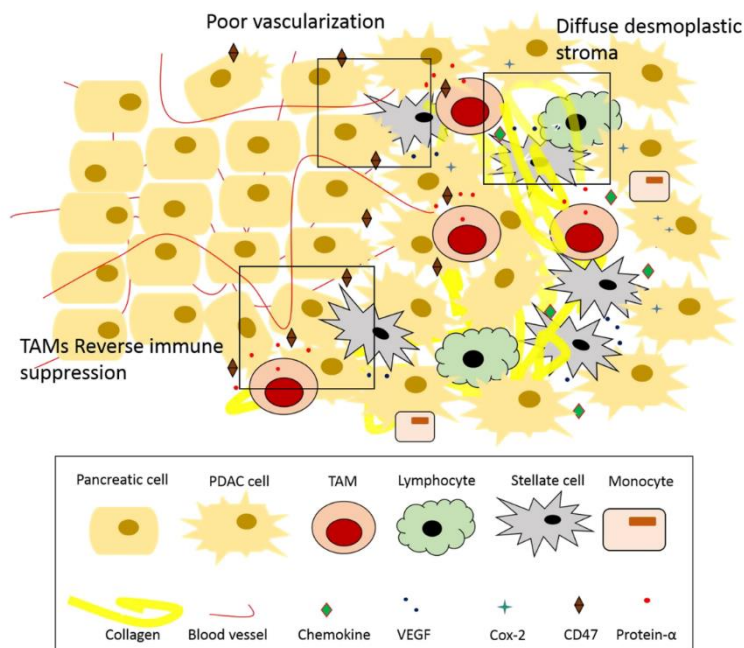 Poor vascularization
Diffuse desmoplastic
stroma
TAMs Reverse immune
suppression
Pancreatic cell
PDAC cell
TAM
Lymphocyte
Stellate cell
Monocyte
Collagen
Blood vessel
Chemokine
VEGF
Cox-2
CD47
Protein-α